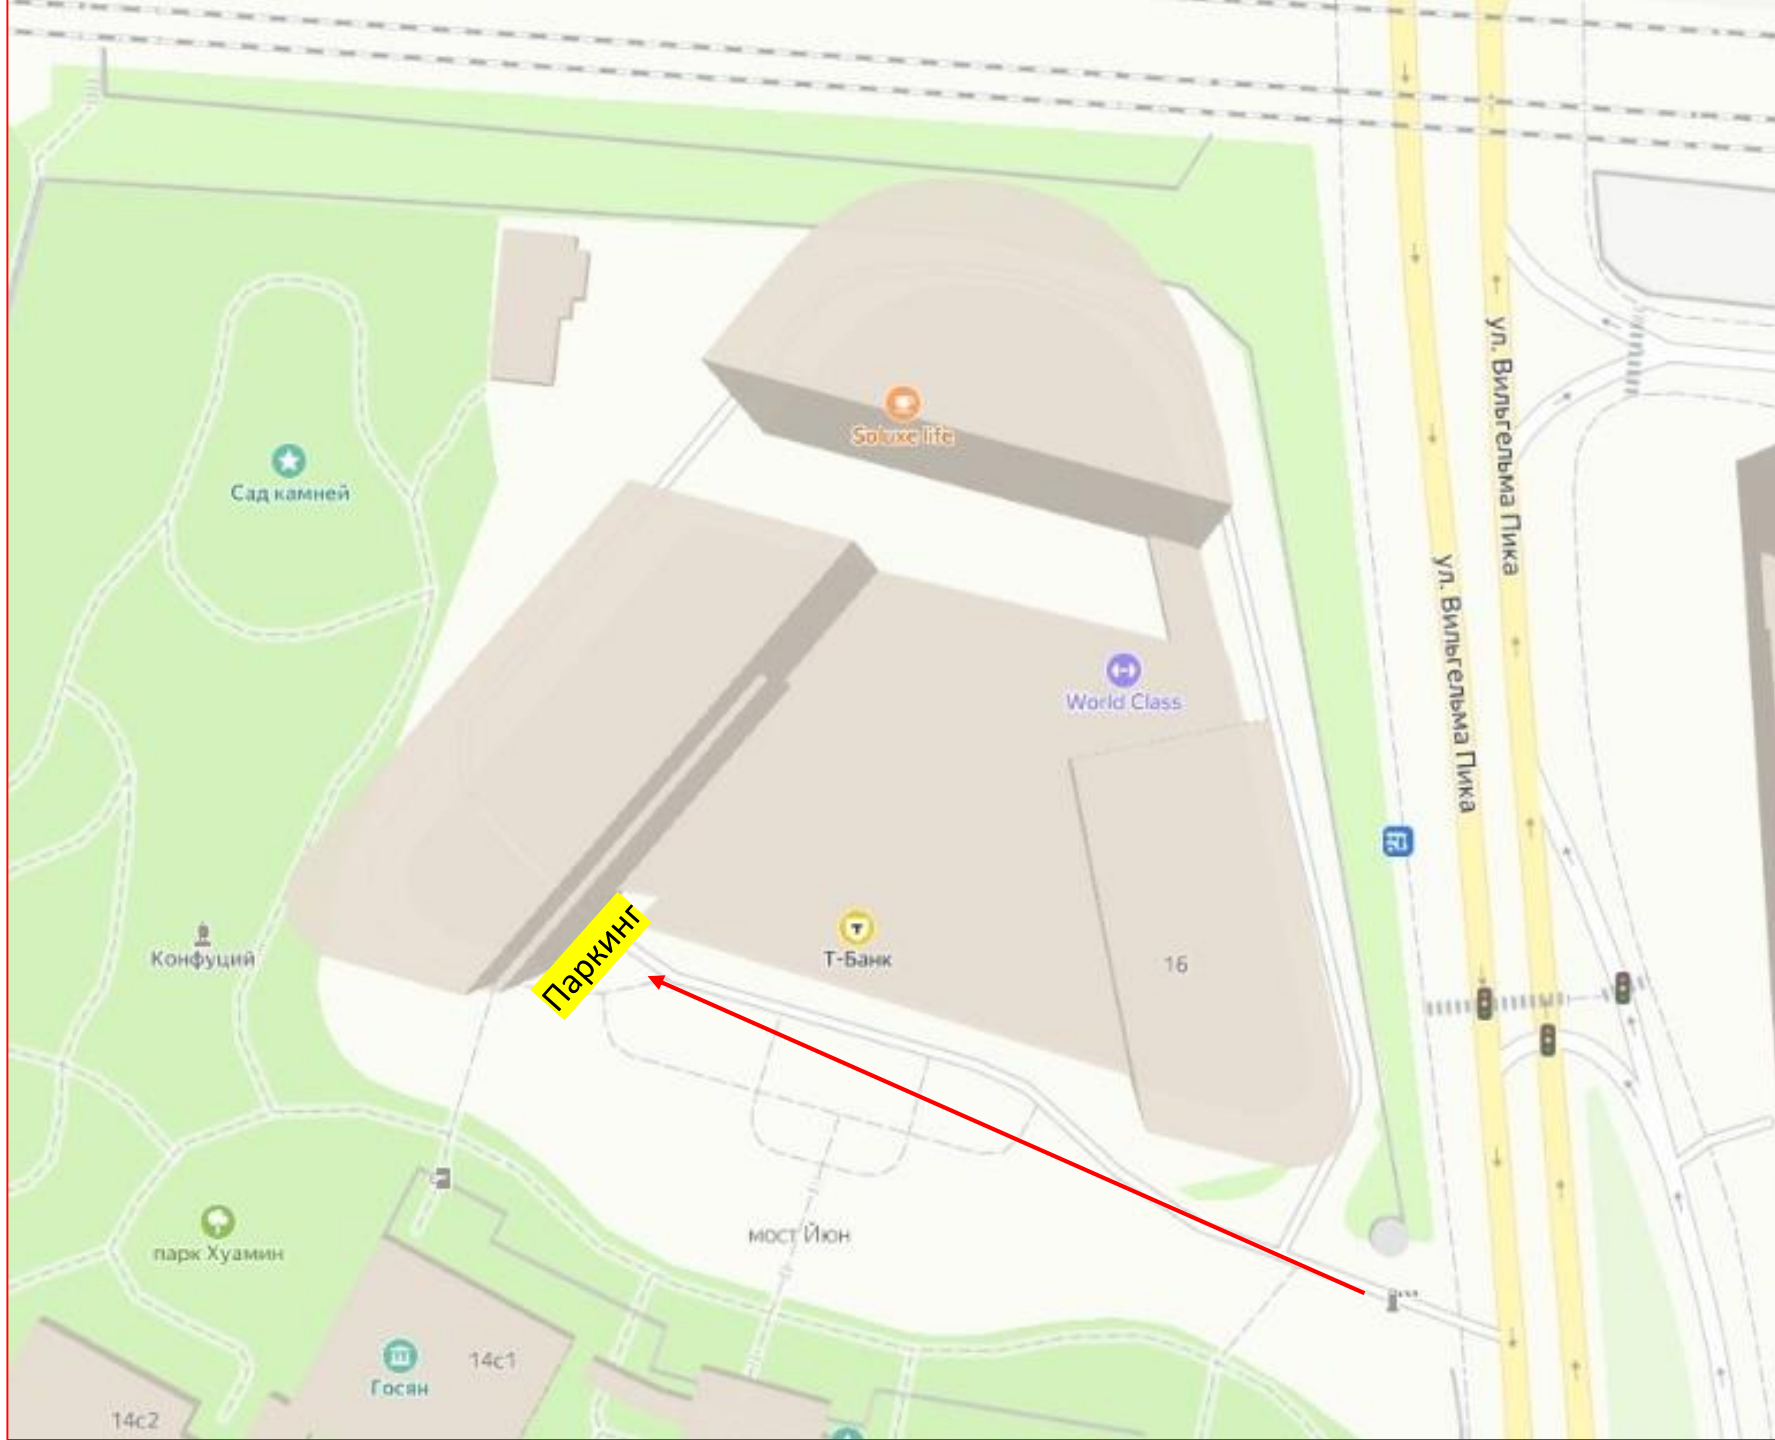 ул. Вильгельма Пика
Soluxe life
Сад камней
ул. Вильгельма Пика
World Class
Паркинг
Т-Банк
Конфуций
16
мост Йюн
парк Хуамин
14с1
Госян
14с2